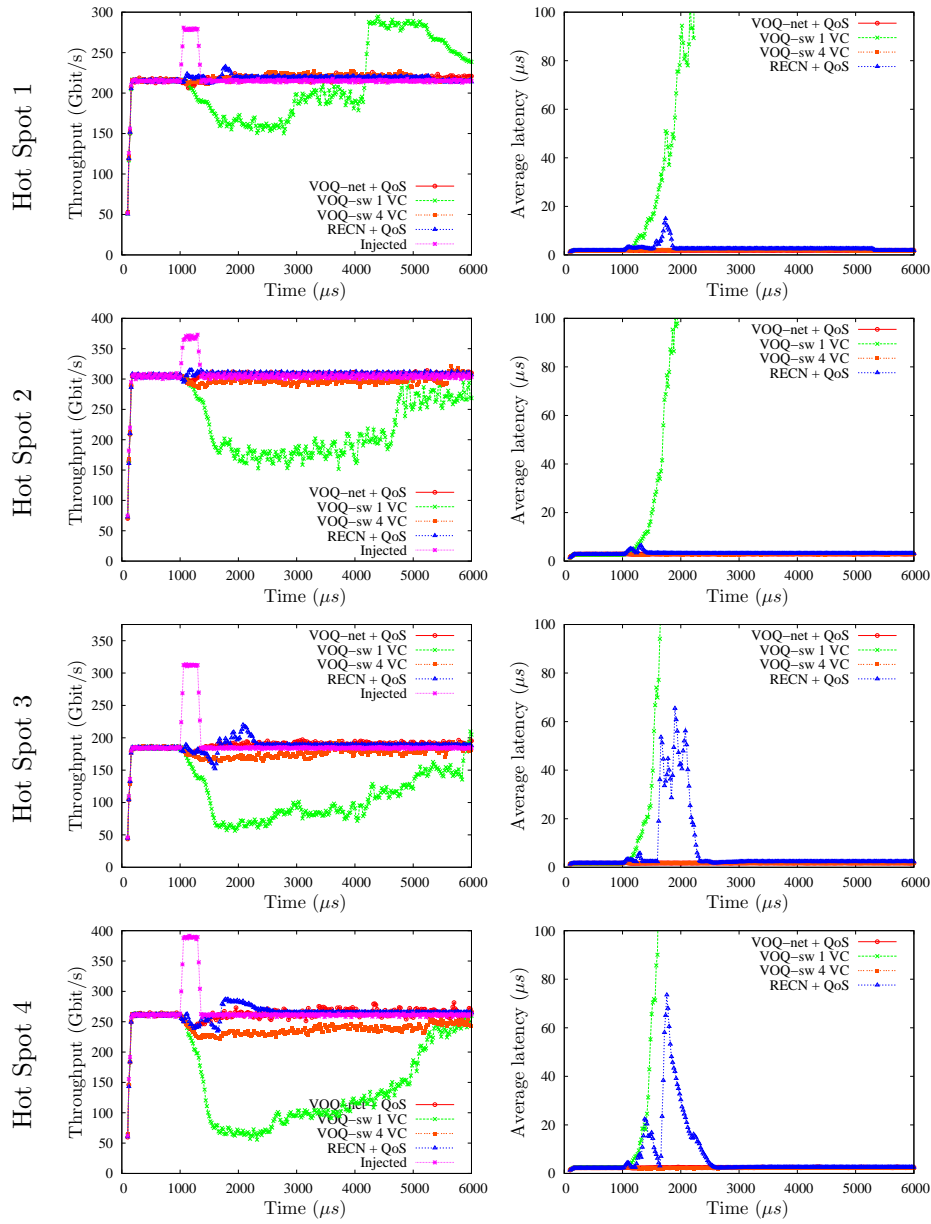 Hot Spot 1
Throughput (Gbit/s)
300
250
200
150
100
50
0
0 1000 2000 3000 4000 5000 6000
Time (μs)
VOQ−net + QoS
VOQ−sw 1 VC
VOQ−sw 4 VC
RECN + QoS
Injected
Average latency (μs)
100
80
60
40
20
0
0 1000 2000 3000 4000 5000 6000
Time (μs)
VOQ−net + QoS
VOQ−sw 1 VC
VOQ−sw 4 VC
RECN + QoS
Hot Spot 2
Throughput (Gbit/s)
400
350
300
250
200
150
100
50
0
0 1000 2000 3000 4000 5000 6000
Time (μs)
VOQ−net + QoS
VOQ−sw 1 VC
VOQ−sw 4 VC
RECN + QoS
Injected
Average latency (μs)
100
80
60
40
20
0
0 1000 2000 3000 4000 5000 6000
Time (μs)
VOQ−net + QoS
VOQ−sw 1 VC
VOQ−sw 4 VC
RECN + QoS
Hot Spot 3
Throughput (Gbit/s)
350
300
250
200
150
100
50
0
0 1000 2000 3000 4000 5000 6000
Time (μs)
VOQ−net + QoS
VOQ−sw 1 VC
VOQ−sw 4 VC
RECN + QoS
Injected
Average latency (μs)
100
80
60
40
20
0
0 1000 2000 3000 4000 5000 6000
Time (μs)
VOQ−net + QoS
VOQ−sw 1 VC
VOQ−sw 4 VC
RECN + QoS
Hot Spot 4
Throughput (Gbit/s)
400
350
300
250
200
150
100
50
0
0 1000 2000 3000 4000 5000 6000
Time (μs)
VOQ−net + QoS
VOQ−sw 1 VC
VOQ−sw 4 VC
RECN + QoS
Injected
Average latency (μs)
100
80
60
40
20
0
0 1000 2000 3000 4000 5000 6000
Time (μs)
VOQ−net + QoS
VOQ−sw 1 VC
VOQ−sw 4 VC
RECN + QoS